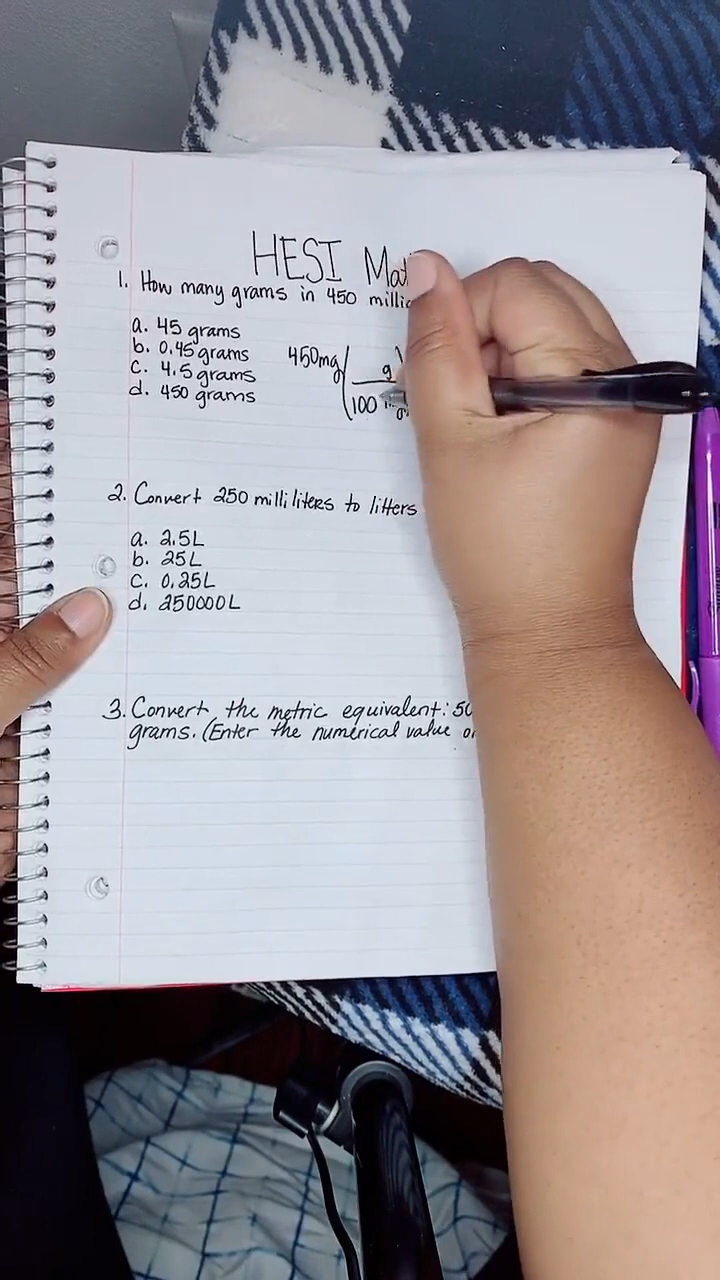 HESI Mat
1. How many grams in 450 milli
a. 45 grams
b. 0.45 grams
c. 4.5 grams
d. 450 grams
450mg ( g )
100 mg
2. Convert 250 milliliters to litters
a. 2.5L
b. 25L
c. 0.25L
d. 250000L
3. Convert the metric equivalent: 50
grams. (Enter the numerical value